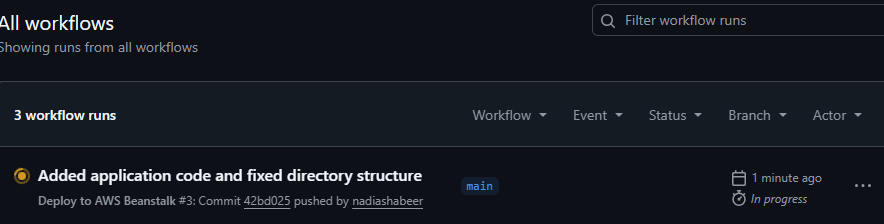 All workflows
Filter workflow runs
Showing runs from all workflows
3 workflow runs
Workflow
Event
Status
Branch
Actor
Added application code and fixed directory structure
main
1 minute ago
Deploy to AWS Beanstalk #3: Commit 42bd025 pushed by nadiashabeer
In progress